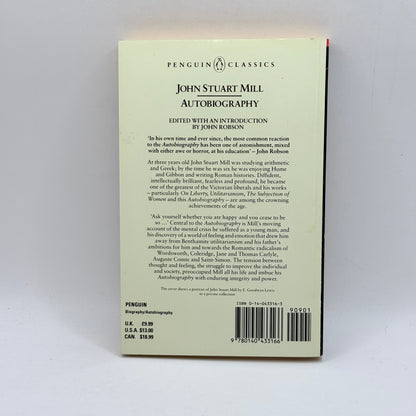 PENGUIN CLASSICS
JOHN STUART MILL
AUTOBIOGRAPHY
EDITED WITH AN INTRODUCTION
BY JOHN ROBSON
'In his own time and ever since, the most common reaction
to the Autobiography has been one of astonishment, mixed
with either awe or horror, at his education' – John Robson
At three years old John Stuart Mill was studying arithmetic
and Greek; by the time he was six he was enjoying Hume
and Gibbon and writing Roman histories. Diffident,
intellectually brilliant, fearless and profound, he became
one of the greatest of the Victorian liberals and his works –
particularly On Liberty, Utilitarianism, The Subjection of
Women and this Autobiography – are among the crowning
achievements of the age.
'Ask yourself whether you are happy and you cease to be
so ...' Central to the Autobiography is Mill's moving
account of the mental crisis he suffered as a young man, and
his discovery of a world of feeling and emotion that drew him
away from Benthamite utilitarianism and his father's
ambitions for him and towards the Romantic radicalism of
Wordsworth, Coleridge, Jane and Thomas Carlyle,
Auguste Comte and Saint-Simon. The tension between
thought and feeling, the struggle to improve the individual
and society, preoccupied Mill all his life and imbue his
Autobiography with enduring integrity and power.
The cover shows a portrait of John Stuart Mill by E. Goodwyn Lewis
in a private collection
PENGUIN
Biography/Autobiography
U.K. £9.99
U.S.A. $13.00
CAN. $18.99
ISBN 0-14-043316-3
90901
9 780140 433166